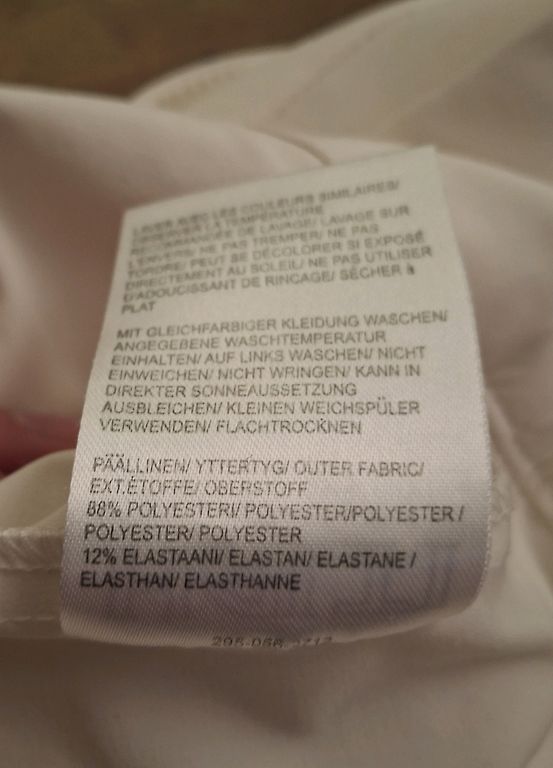 LAVER AVEC LES COULEURS SIMILAIRES/
OBSERVER LA TEMPERATURE
RECOMMANDÉE DE LAVAGE/ LAVAGE SUR
L'ENVERS/ NE PAS TREMPER/ NE PAS
TORDRE/ PEUT SE DÉCOLORER SI EXPOSÉ
DIRECTEMENT AU SOLEIL/ NE PAS UTILISER
D'ADOUCISSANT DE RINCAGE/ SÉCHER à
PLAT
MIT GLEICHFARBIGER KLEIDUNG WASCHEN/
ANGEGEBENE WASCHTEMPERATUR
EINHALTEN/ AUF LINKS WASCHEN/ NICHT
EINWEICHEN/ NICHT WRINGEN/ KANN IN
DIREKTER SONNEAUSSETZUNG
AUSBLEICHEN/ KLEINEN WEICHSPÜLER
VERWENDEN/ FLACHTROCKNEN
PÄÄLLINEN/ YTTERTYG/ OUTER FABRIC/
EXT.ÉTOFFE/ OBERSTOFF
88% POLYESTERI/ POLYESTER/POLYESTER /
POLYESTER/ POLYESTER
12% ELASTAANI/ ELASTAN/ ELASTANE /
ELASTHAN/ ELASTHANNE